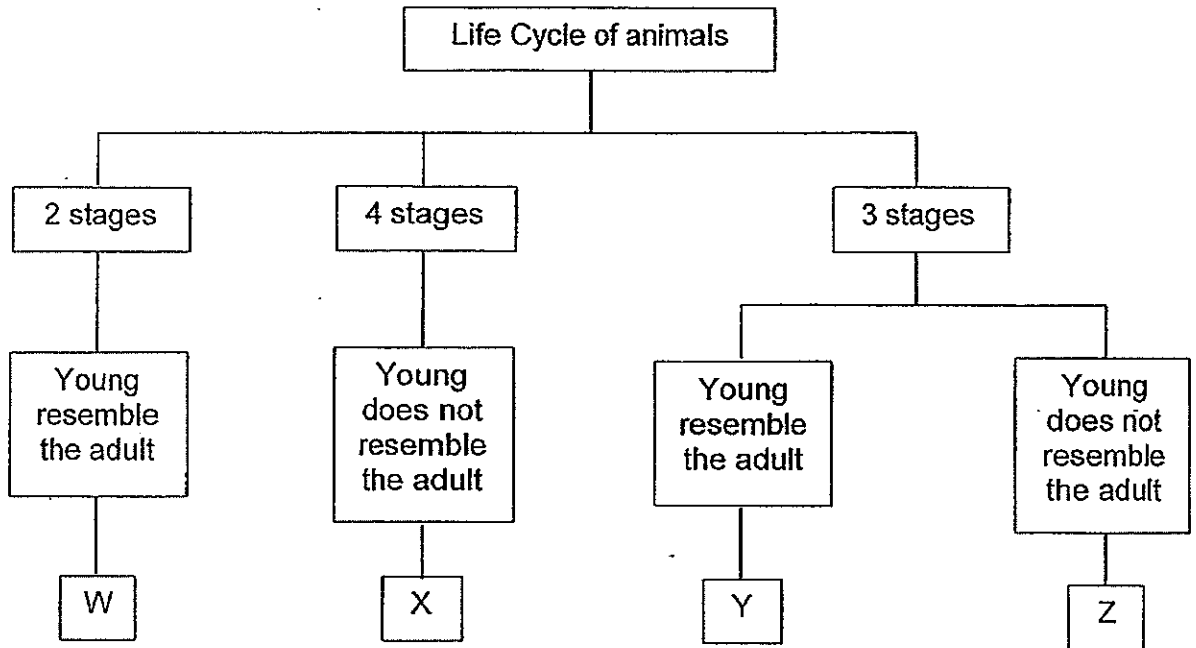 Life Cycle of animals
2 stages
4 stages
3 stages
Young
resemble
the adult
Young
does not
resemble
the adult
Young
resemble
the adult
Young
does not
resemble
the adult
W
X
Y
Z